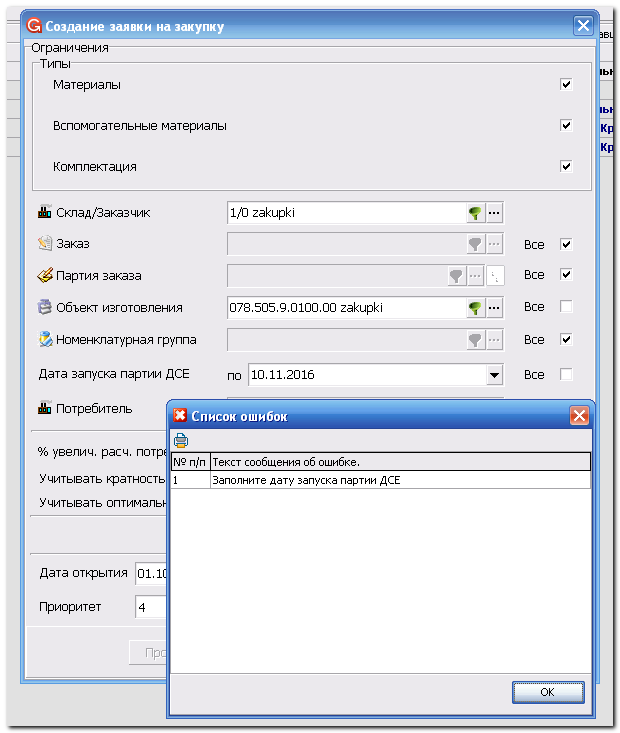 Создание заявки на закупку
Ограничения
Типы
Материалы
Вспомогательные материалы
Комплектация
Склад/Заказчик 1/0 zakupki
Заказ Все
Партия заказа Все
Объект изготовления 078.505.9.0100.00 zakupki Все
Номенклатурная группа Все
Дата запуска партии ДСЕ по 10.11.2016 Все
Потребитель
Список ошибок
№ п/п Текст сообщения об ошибке.
1 Заполните дату запуска партии ДСЕ
% увелич. расч.
Учитывать кратность
Учитывать
Дата открытия 01.10
Приоритет 4
OK